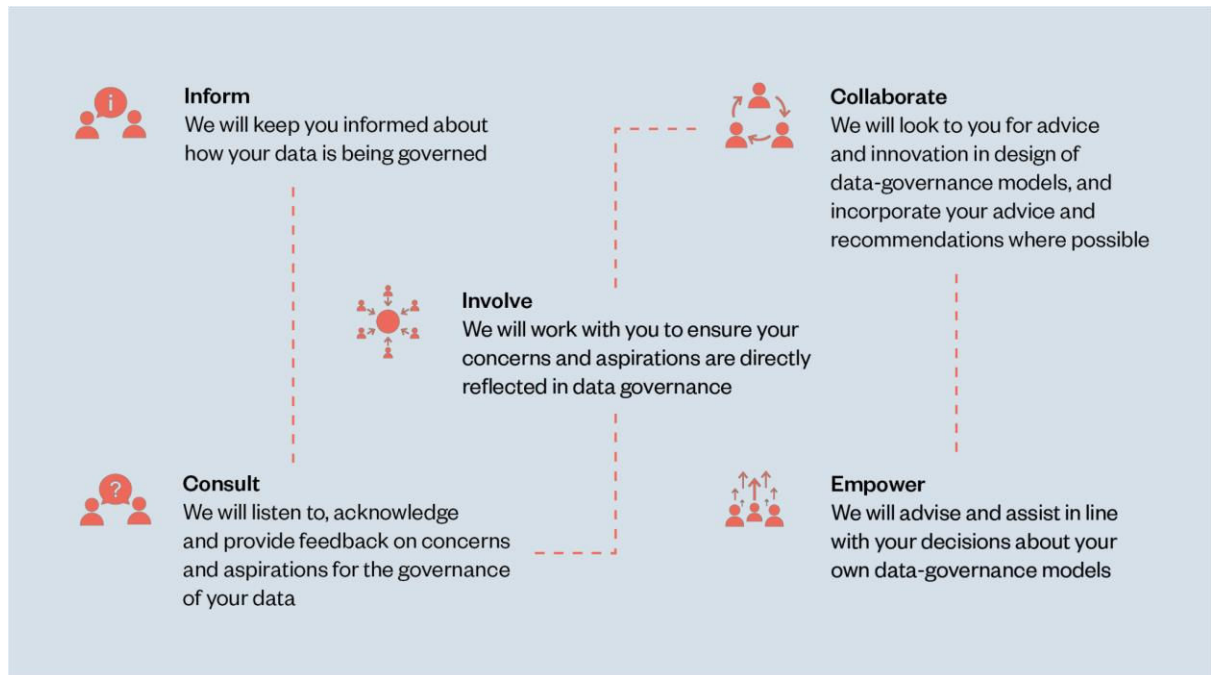 i
Inform
We will keep you informed about
how your data is being governed
?
Consult
We will listen to, acknowledge
and provide feedback on concerns
and aspirations for the governance
of your data
Involve
We will work with you to ensure your
concerns and aspirations are directly
reflected in data governance
Collaborate
We will look to you for advice
and innovation in design of
data-governance models, and
incorporate your advice and
recommendations where possible
Empower
We will advise and assist in line
with your decisions about your
own data-governance models